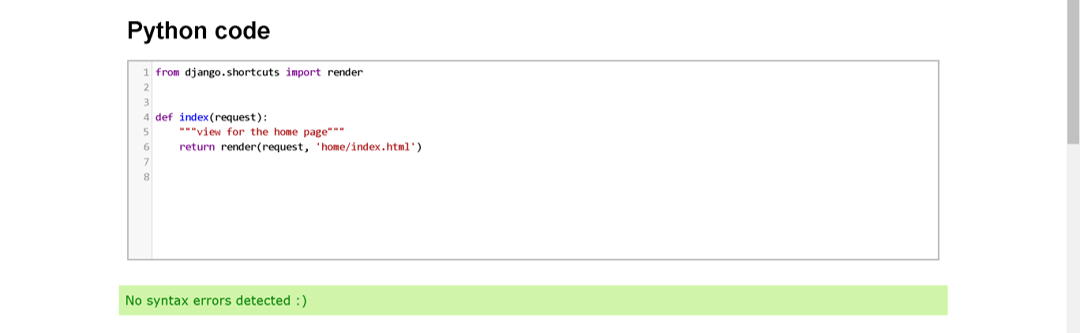 Python code
1 from django.shortcuts import render
2
3
4 def index(request):
5     """view for the home page"""
6     return render(request, 'home/index.html')
7
8
No syntax errors detected :)